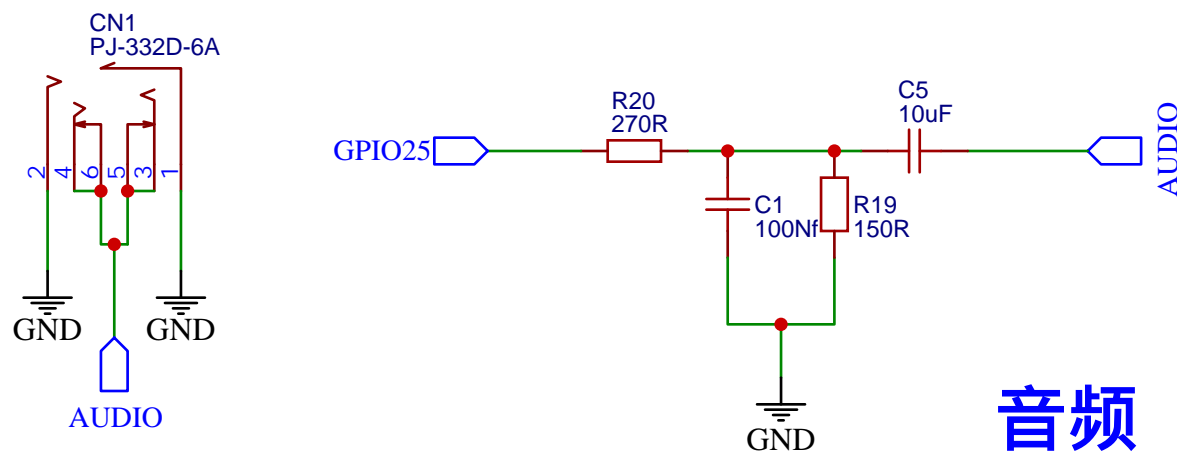 CN1
PJ-332D-6A
2
4
6
5
3
1
GND
GND
AUDIO
GPIO25
R20
270R
C5
10uF
AUDIO
C1
100Nf
R19
150R
GND
音频